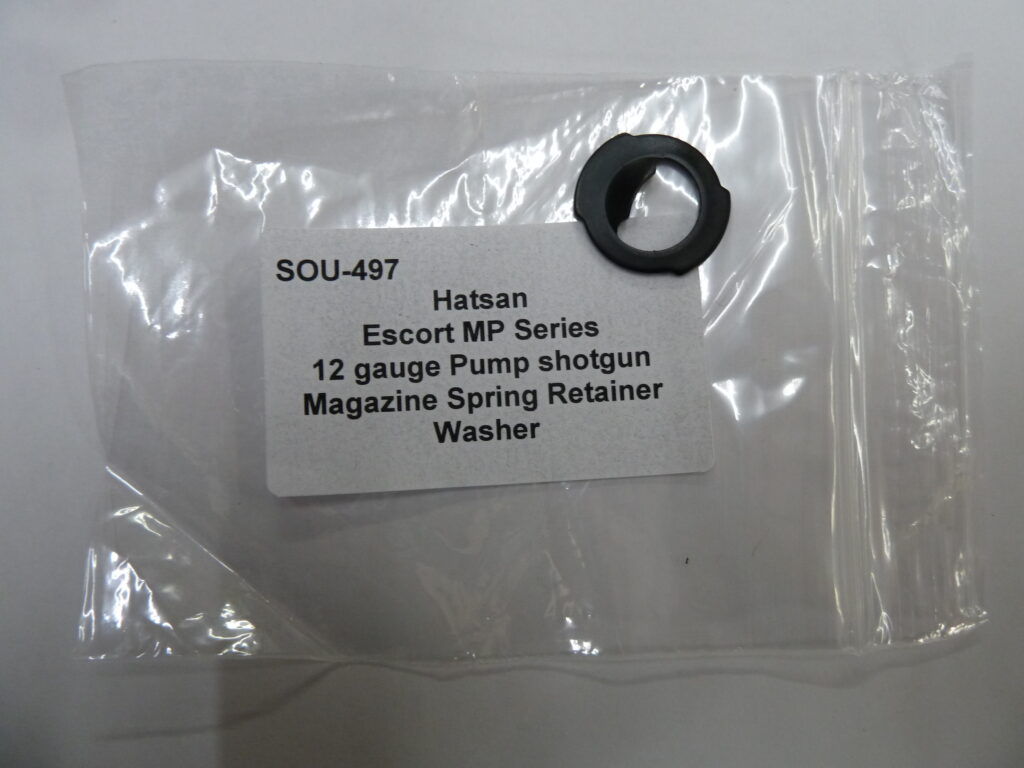 SOU-497
Hatsan
Escort MP Series
12 gauge Pump shotgun
Magazine Spring Retainer
Washer